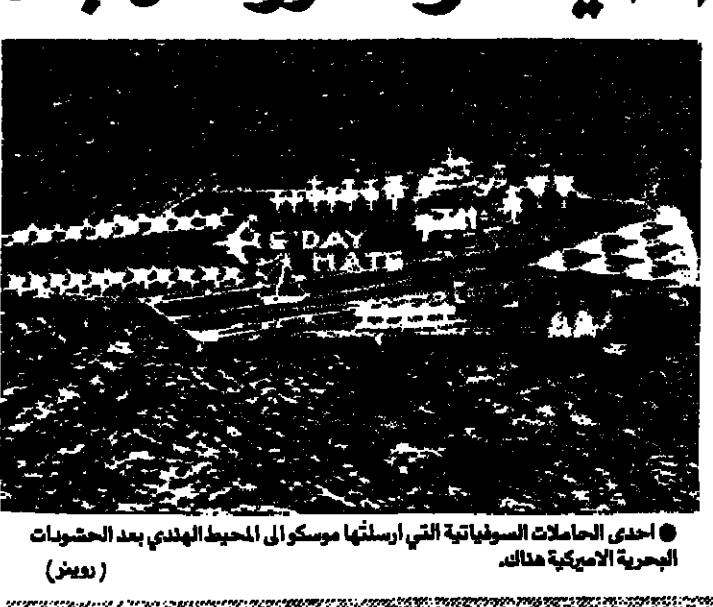 G'DAY
MATE
● احدى الحاملات السوفياتية التي ارسلتها موسكو الى المحيط الهندي بعد الحشودات
البحرية الاميركية هناك.
( رويتر )